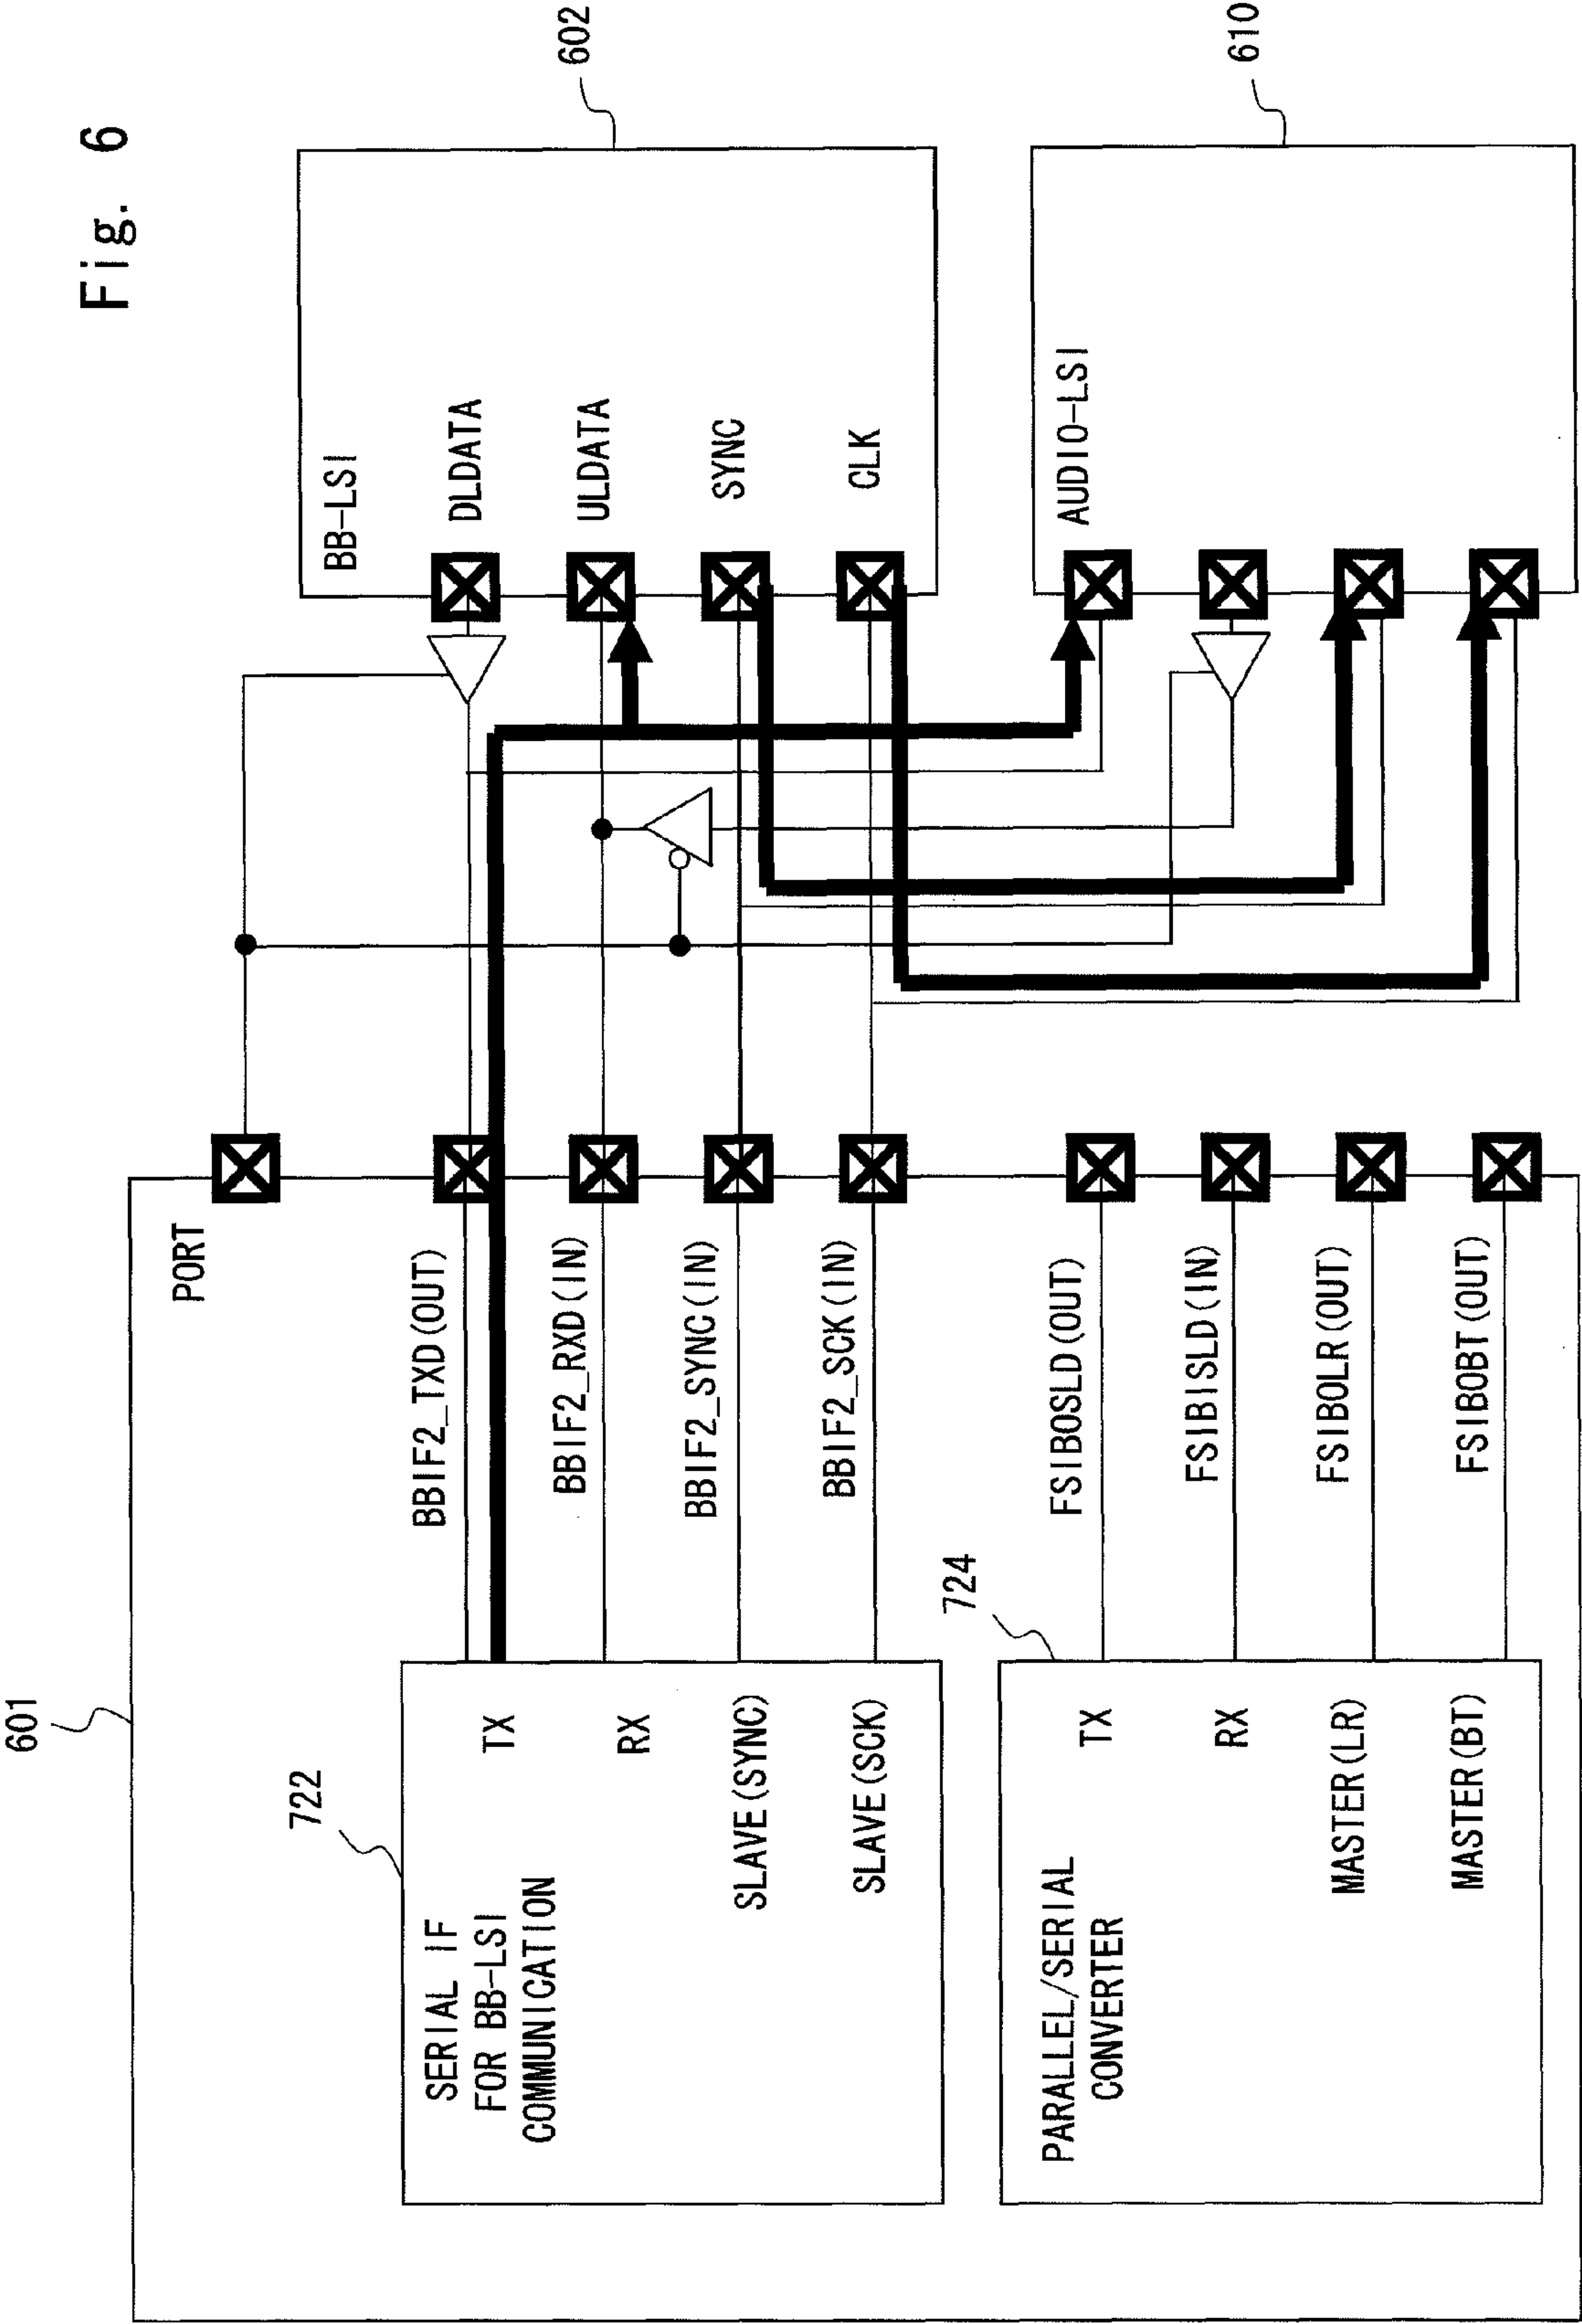 Fig. 6
601
PORT
722
SERIAL IF
FOR BB-LSI
COMMUNICATION
TX
RX
SLAVE(SYNC)
SLAVE(SCK)
BBIF2_TXD(OUT)
BBIF2_RXD(IN)
BBIF2_SYNC(IN)
BBIF2_SCK(IN)
724
PARALLEL/SERIAL
CONVERTER
TX
RX
MASTER(LR)
MASTER(BT)
FSIBOSLD(OUT)
FSIBISLD(IN)
FSIBOLR(OUT)
FSIBOBT(OUT)
602
BB-LSI
DLDATA
ULDATA
SYNC
CLK
610
AUDIO-LSI